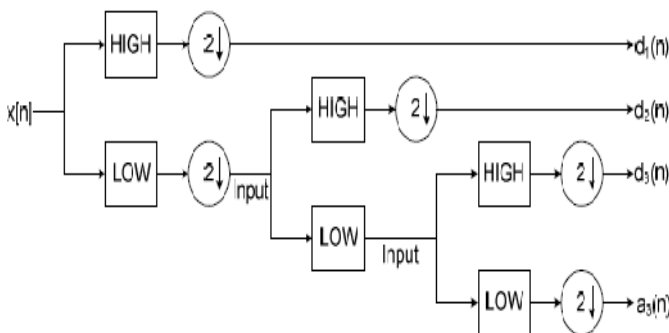 HIGH
2↓
d₁(n)
x[n]
HIGH
2↓
d₂(n)
LOW
2↓
Input
HIGH
2↓
d₃(n)
LOW
Input
LOW
2↓
a₃(n)